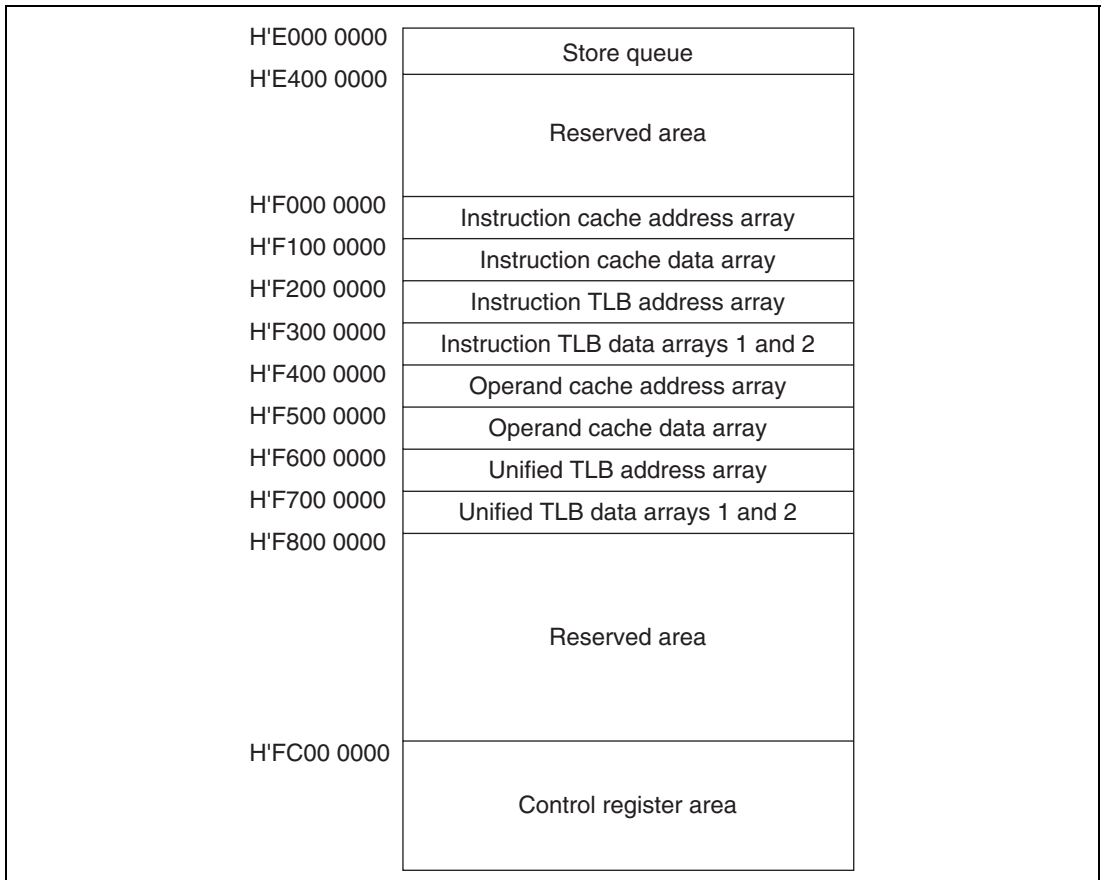 H'E000 0000
Store queue
H'E400 0000
Reserved area
H'F000 0000
Instruction cache address array
H'F100 0000
Instruction cache data array
H'F200 0000
Instruction TLB address array
H'F300 0000
Instruction TLB data arrays 1 and 2
H'F400 0000
Operand cache address array
H'F500 0000
Operand cache data array
H'F600 0000
Unified TLB address array
H'F700 0000
Unified TLB data arrays 1 and 2
H'F800 0000
Reserved area
H'FC00 0000
Control register area